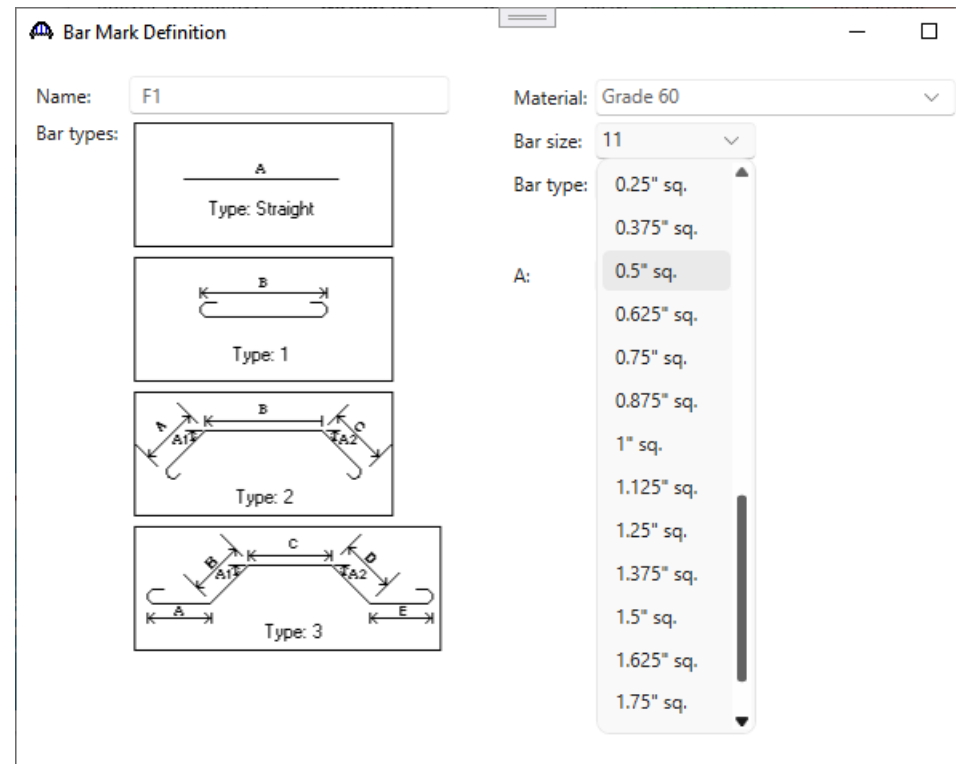 Bar Mark Definition
Name: F1
Material: Grade 60
Bar types:
Bar size: 11
Bar type:
A:
A
Type: Straight
B
Type: 1
A
A1
B
A2
C
Type: 2
A
B
A1
C
A2
D
E
Type: 3
0.25" sq.
0.375" sq.
0.5" sq.
0.625" sq.
0.75" sq.
0.875" sq.
1" sq.
1.125" sq.
1.25" sq.
1.375" sq.
1.5" sq.
1.625" sq.
1.75" sq.